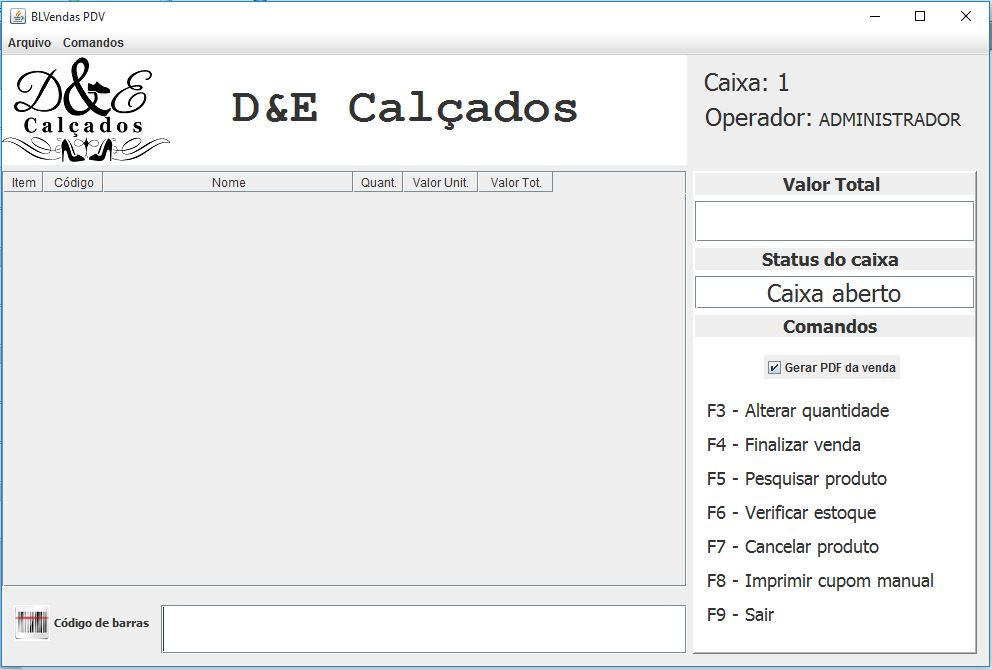 BLVendas PDV
Arquivo Comandos
D&E
Calçados
D&E Calçados
Caixa: 1
Operador: ADMINISTRADOR
Item Código Nome Quant. Valor Unit. Valor Tot.
Valor Total
Status do caixa
Caixa aberto
Comandos
Gerar PDF da venda
F3 - Alterar quantidade
F4 - Finalizar venda
F5 - Pesquisar produto
F6 - Verificar estoque
F7 - Cancelar produto
F8 - Imprimir cupom manual
F9 - Sair
Código de barras